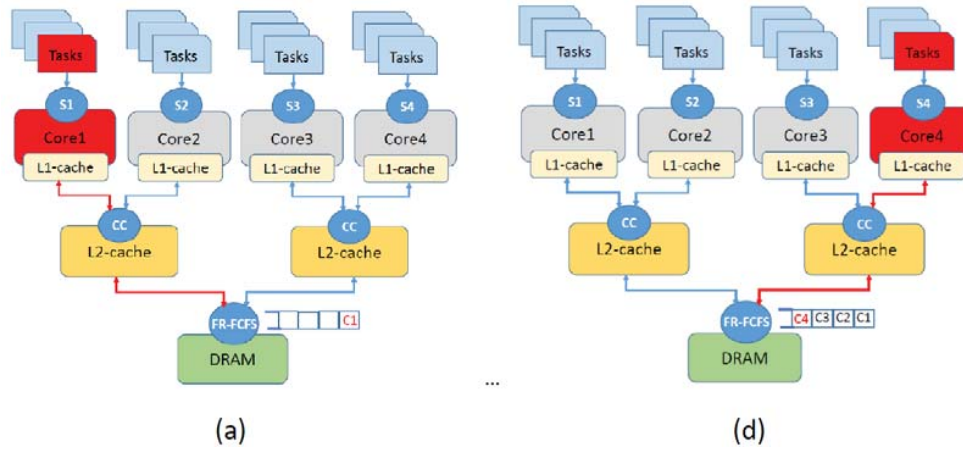 Tasks Tasks Tasks Tasks
S1 S2 S3 S4
Core1 Core2 Core3 Core4
L1-cache L1-cache L1-cache L1-cache
CC CC
L2-cache L2-cache
FR-FCFS C1
DRAM
(a)
...
Tasks Tasks Tasks Tasks
S1 S2 S3 S4
Core1 Core2 Core3 Core4
L1-cache L1-cache L1-cache L1-cache
CC CC
L2-cache L2-cache
FR-FCFS C4 C3 C2 C1
DRAM
(d)